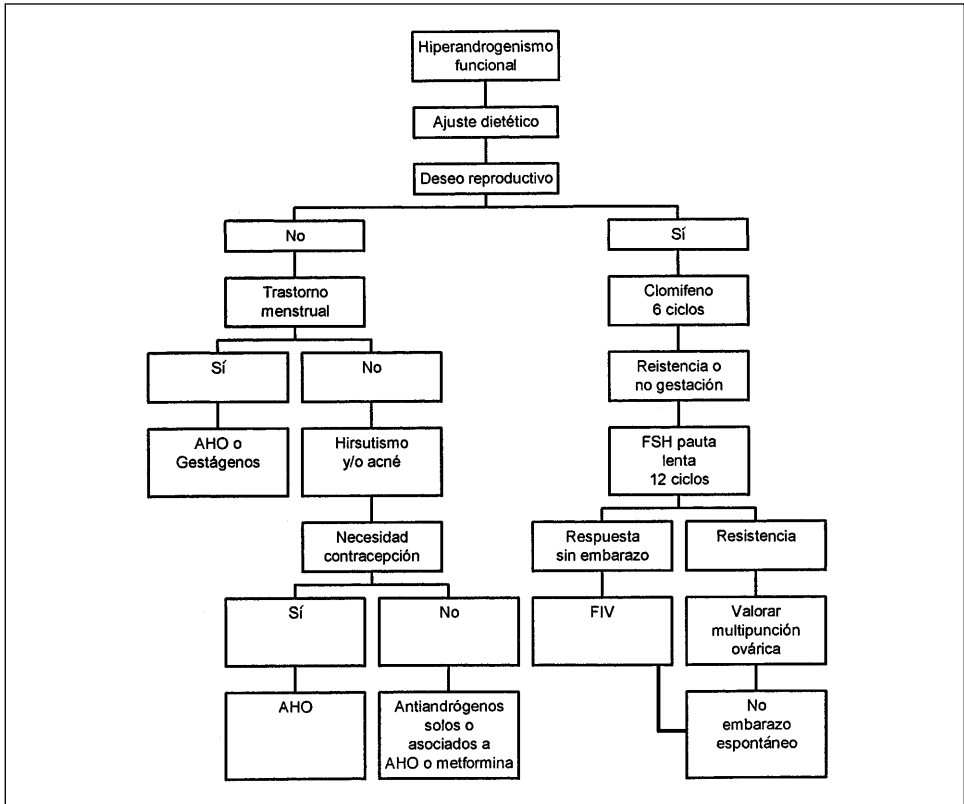 Hiperandrogenismo
funcional
Ajuste dietético
Deseo reproductivo
No
Sí
Trastorno
menstrual
Clomifeno
6 ciclos
Sí
No
Reistencia o
no gestación
AHO o
Gestágenos
Hirsutismo
y/o acné
FSH pauta
lenta
12 ciclos
Necesidad
contracepción
Respuesta
sin embarazo
Resistencia
Sí
No
FIV
Valorar
multipunción
ovárica
AHO
Antiandrógenos
solos o
asociados a
AHO o metformina
No
embarazo
espontáneo